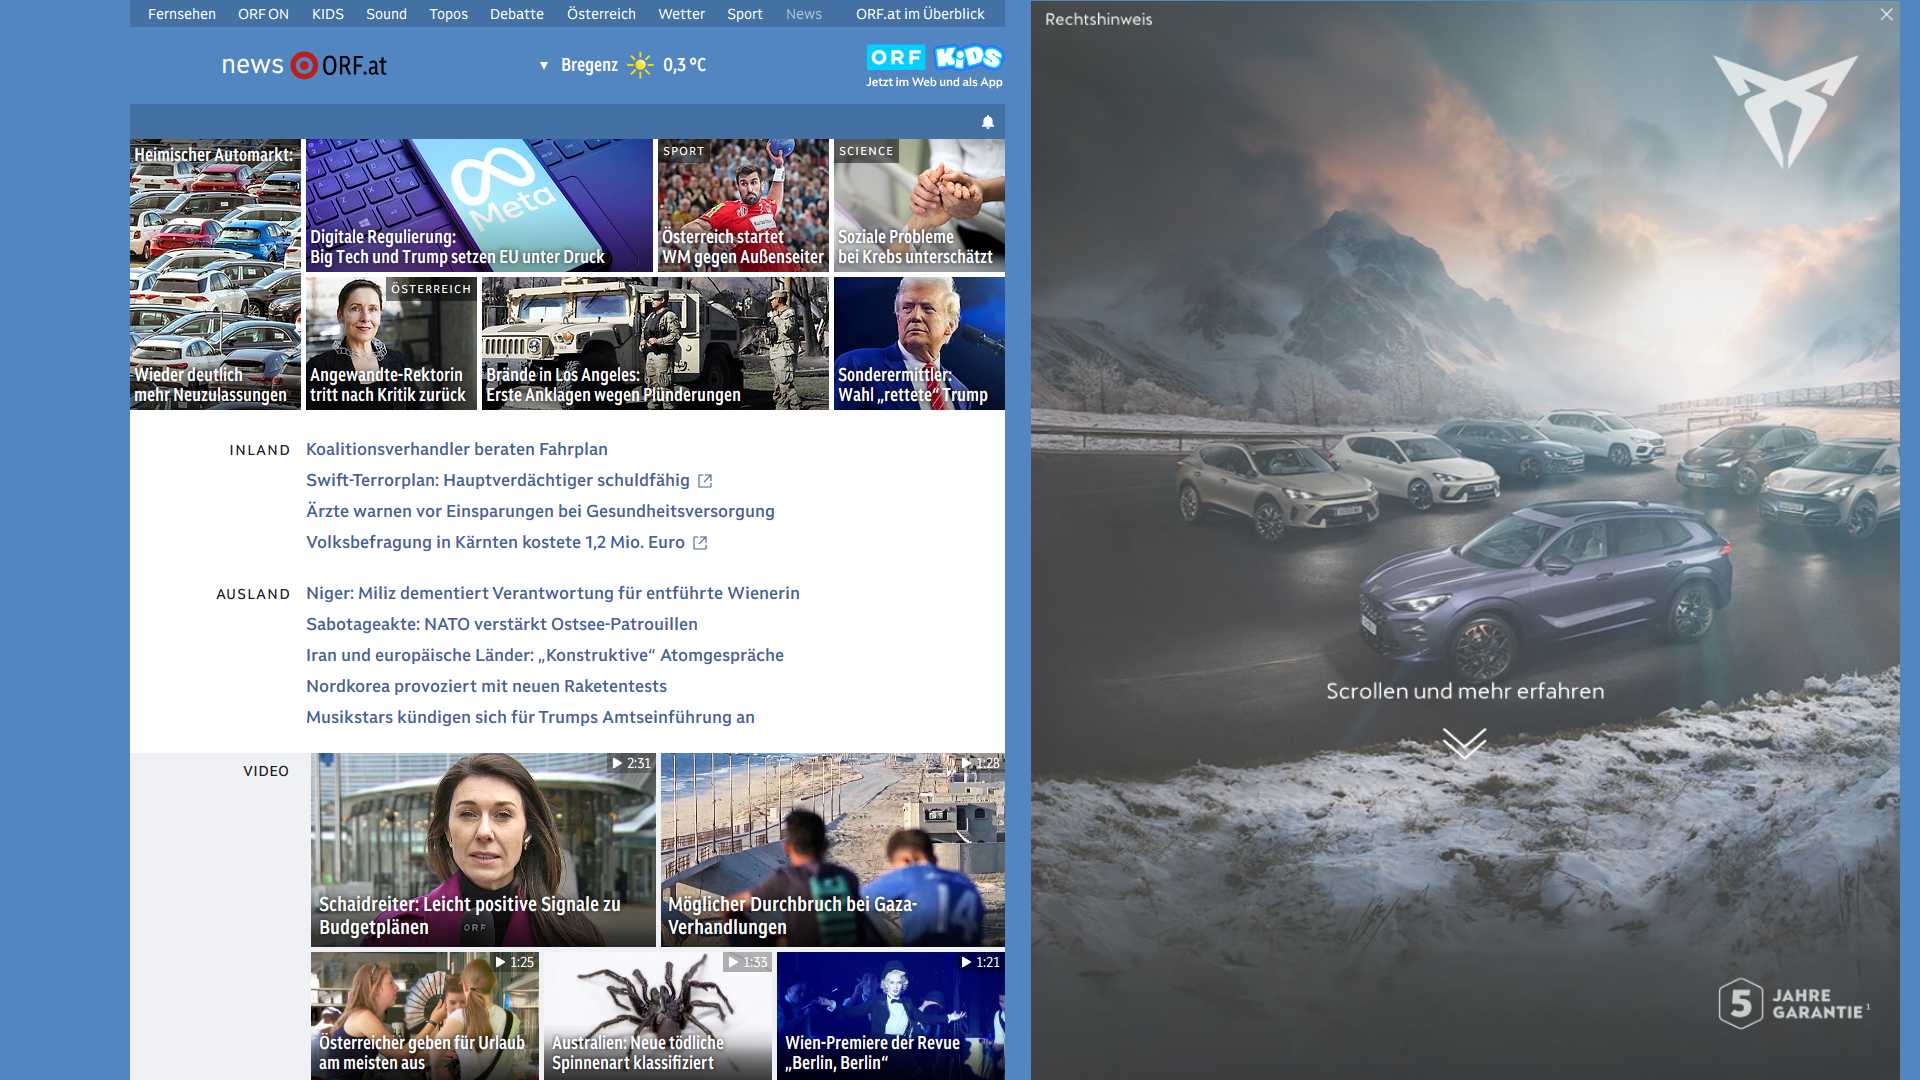 Fernsehen ORF ON KIDS Sound Topos Debatte Österreich Wetter Sport News ORF.at im Überblick
news ORF.at
Bregenz 0,3 °C
ORF KiDS
Jetzt im Web und als App
Heimischer Automarkt:
Wieder deutlich
mehr Neuzulassungen
Meta
Digitale Regulierung:
Big Tech und Trump setzen EU unter Druck
SPORT
Österreich startet
WM gegen Außenseiter
SCIENCE
Soziale Probleme
bei Krebs unterschätzt
ÖSTERREICH
Angewandte-Rektorin
tritt nach Kritik zurück
Brände in Los Angeles:
Erste Anklagen wegen Plünderungen
Sonderermittler:
Wahl „rettete“ Trump
INLAND
Koalitionsverhandler beraten Fahrplan
Swift-Terrorplan: Hauptverdächtiger schuldfähig
Ärzte warnen vor Einsparungen bei Gesundheitsversorgung
Volksbefragung in Kärnten kostete 1,2 Mio. Euro
AUSLAND
Niger: Miliz dementiert Verantwortung für entführte Wienerin
Sabotageakte: NATO verstärkt Ostsee-Patrouillen
Iran und europäische Länder: „Konstruktive“ Atomgespräche
Nordkorea provoziert mit neuen Raketentests
Musikstars kündigen sich für Trumps Amtseinführung an
VIDEO
2:31
Schaidreiter: Leicht positive Signale zu
Budgetplänen
ORF
1:28
Möglicher Durchbruch bei Gaza-
Verhandlungen
14
1:25
Österreicher geben für Urlaub
am meisten aus
1:33
Australien: Neue tödliche
Spinnenart klassifiziert
1:21
Wien-Premiere der Revue
„Berlin, Berlin“
Rechtshinweis
Scrollen und mehr erfahren
5 JAHRE
GARANTIE¹